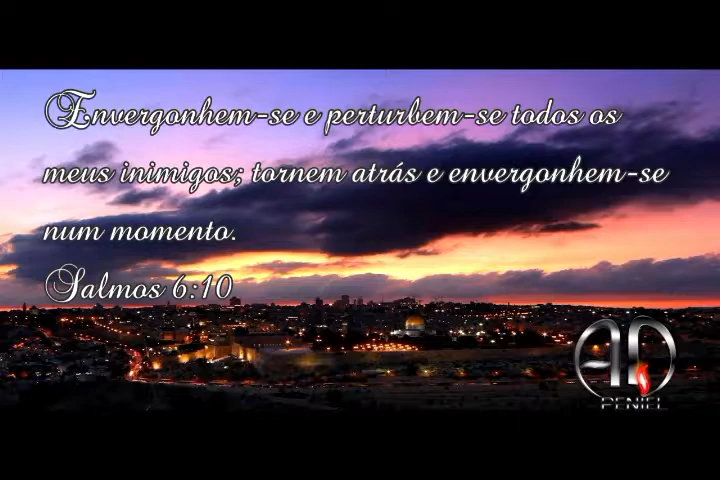 Envergonhem-se e perturbem-se todos os
meus inimigos; tornem atrás e envergonhem-se
num momento.
Salmos 6:10
AD
PENIEL